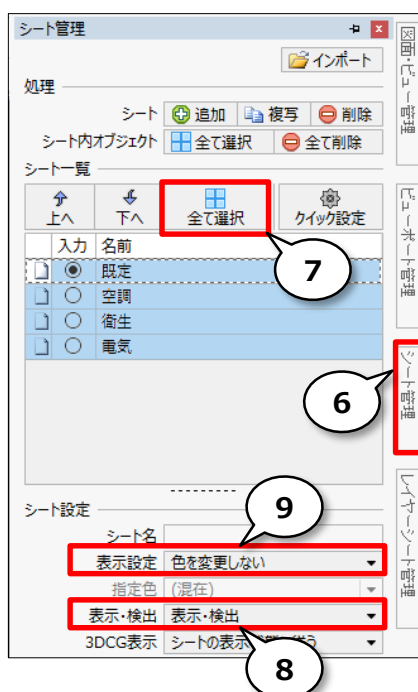 シート管理
インポート
処理
シート 追加 複写 削除
シート内オブジェクト 全て選択 全て削除
シート一覧
上へ 下へ 全て選択 クイック設定
7
入力 名前
既定
空調
衛生
電気
6
シート設定
9
シート名
表示設定 色を変更しない
指定色 (混在)
表示・検出 表示・検出
3DCG表示 シートの表示
8
図面・ビュー管理
ビューポート管理
シート管理
レイヤーシート管理